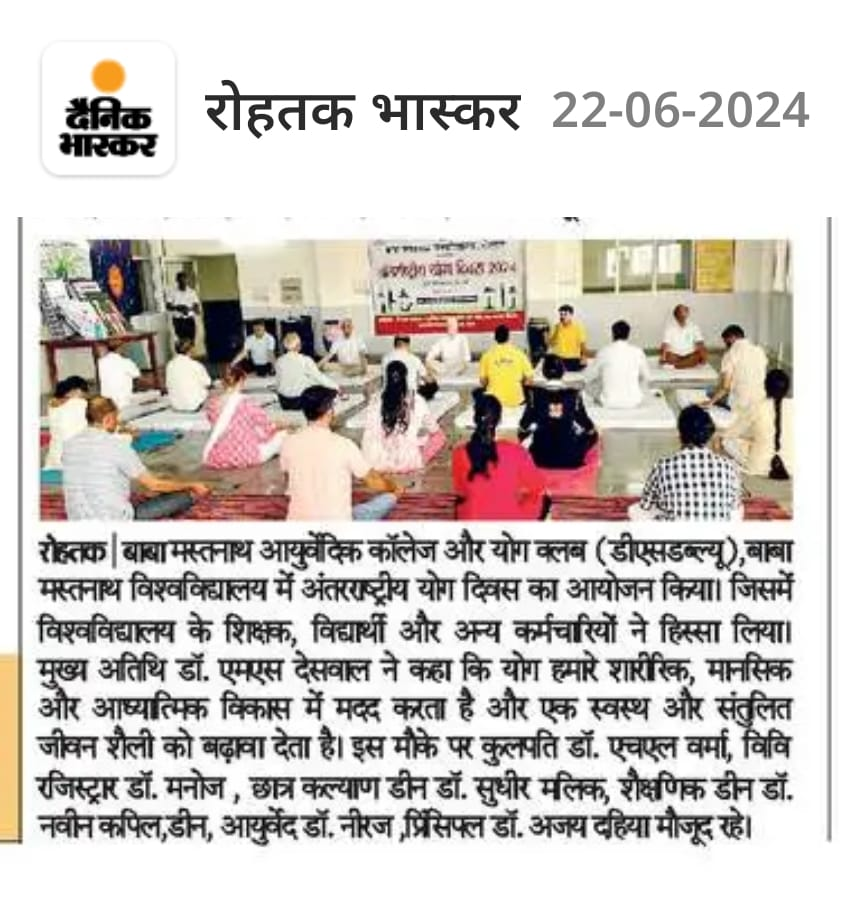 दैनिक
भास्कर
रोहतक भास्कर 22-06-2024
अंतर्राष्ट्रीय योग दिवस 2024
रोहतक | बाबा मस्तनाथ आयुर्वेदिक कॉलेज और योग क्लब (डीएसडब्ल्यू),बाबा
मस्तनाथ विश्वविद्यालय में अंतरराष्ट्रीय योग दिवस का आयोजन किया। जिसमें
विश्वविद्यालय के शिक्षक, विद्यार्थी और अन्य कर्मचारियों ने हिस्सा लिया।
मुख्य अतिथि डॉ. एमएस देसवाल ने कहा कि योग हमारे शारीरिक, मानसिक
और आध्यात्मिक विकास में मदद करता है और एक स्वस्थ और संतुलित
जीवन शैली को बढ़ावा देता है। इस मौके पर कुलपति डॉ. एचएल वर्मा, विवि
रजिस्ट्रार डॉ. मनोज , छात्र कल्याण डीन डॉ. सुधीर मलिक, शैक्षणिक डीन डॉ.
नवीन कपिल,डीन, आयुर्वेद डॉ. नीरज ,प्रिंसिपल डॉ. अजय दहिया मौजूद रहे।